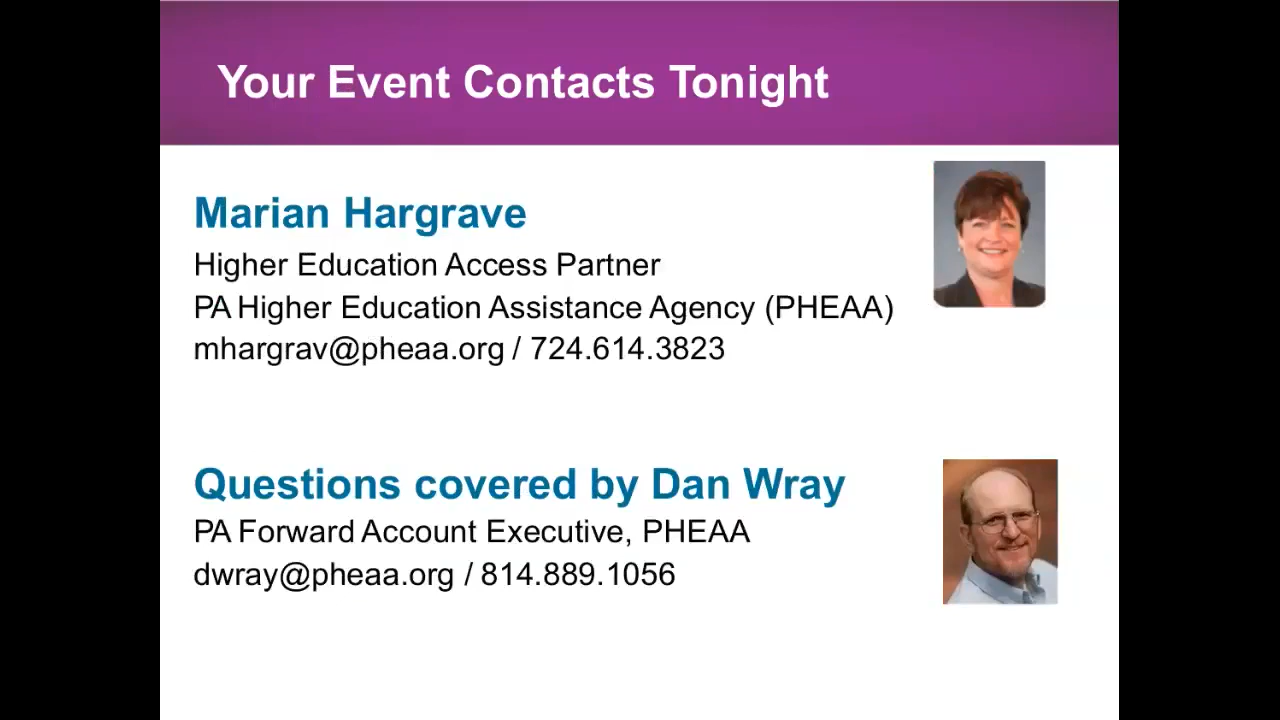 Your Event Contacts Tonight
Marian Hargrave
Higher Education Access Partner
PA Higher Education Assistance Agency (PHEAA)
mhargrav@pheaa.org / 724.614.3823
Questions covered by Dan Wray
PA Forward Account Executive, PHEAA
dwray@pheaa.org / 814.889.1056